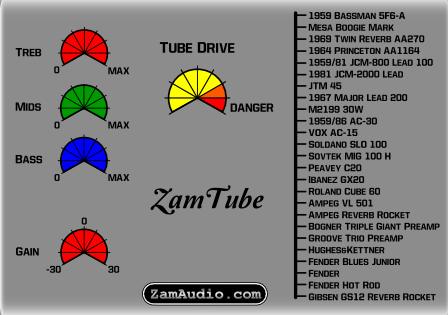 TREB
0
MAX
MIDS
0
MAX
BASS
0
MAX
GAIN
0
-30
30
TUBE DRIVE
DANGER
ZamTube
ZamAudio.com
1959 BASSMAN 5F6-A
MESA BOOGIE MARK
1969 TWIN REVERB AA270
1964 PRINCETON AA1164
1959/81 JCM-800 LEAD 100
1981 JCM-2000 LEAD
JTM 45
1967 MAJOR LEAD 200
M2199 30W
1959/86 AC-30
VOX AC-15
SOLDANO SLO 100
SOVTEK MIG 100 H
PEAVEY C20
IBANEZ GX20
ROLAND CUBE 60
AMPEG VL 501
AMPEG REVERB ROCKET
BOGNER TRIPLE GIANT PREAMP
GROOVE TRIO PREAMP
HUGHES&KETTNER
FENDER BLUES JUNIOR
FENDER
FENDER HOT ROD
GIBSEN GS12 REVERB ROCKET